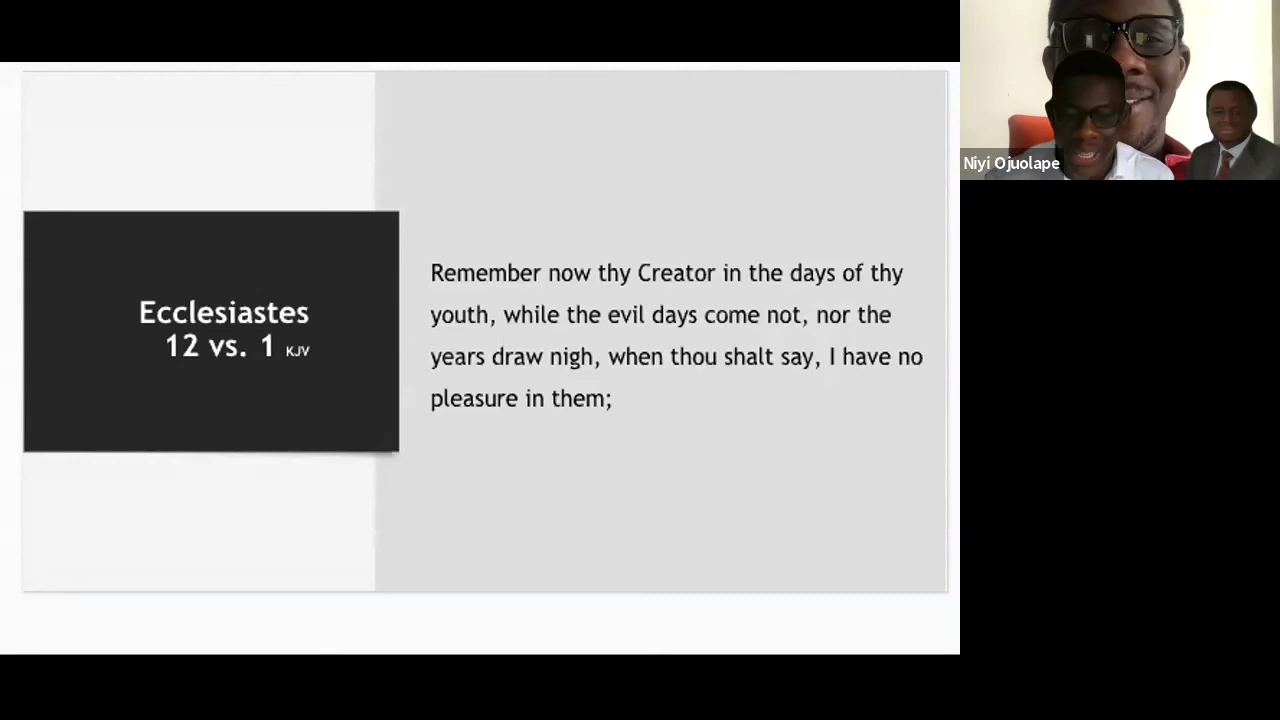 Ecclesiastes
12 vs. 1 KJV
Remember now thy Creator in the days of thy
youth, while the evil days come not, nor the
years draw nigh, when thou shalt say, I have no
pleasure in them;
Niyi Ojuolape